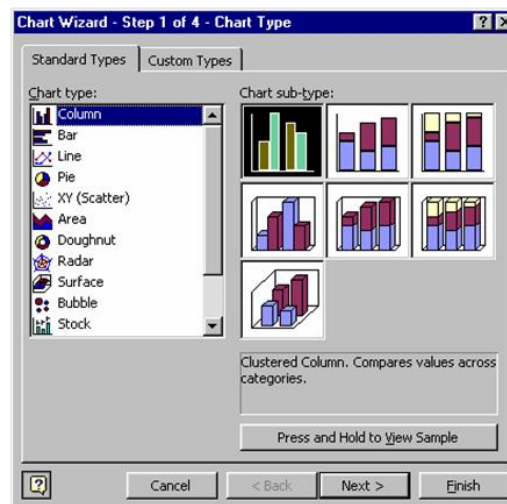 Chart Wizard - Step 1 of 4 - Chart Type
Standard Types
Custom Types
Chart type:
Column
Bar
Line
Pie
XY (Scatter)
Area
Doughnut
Radar
Surface
Bubble
Stock
Chart sub-type:
Clustered Column. Compares values across
categories.
Press and Hold to View Sample
Cancel
< Back
Next >
Finish